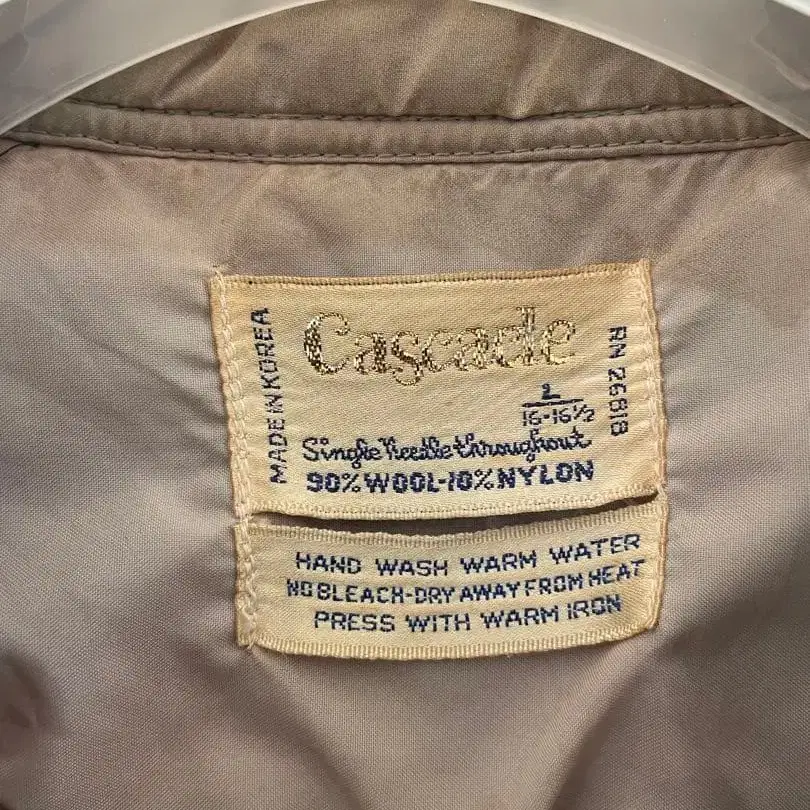 Cascade
MADE IN KOREA
RN 26818
L
16-16½
Single Needle throughout
90% WOOL-10% NYLON
HAND WASH WARM WATER
NO BLEACH-DRY AWAY FROM HEAT
PRESS WITH WARM IRON